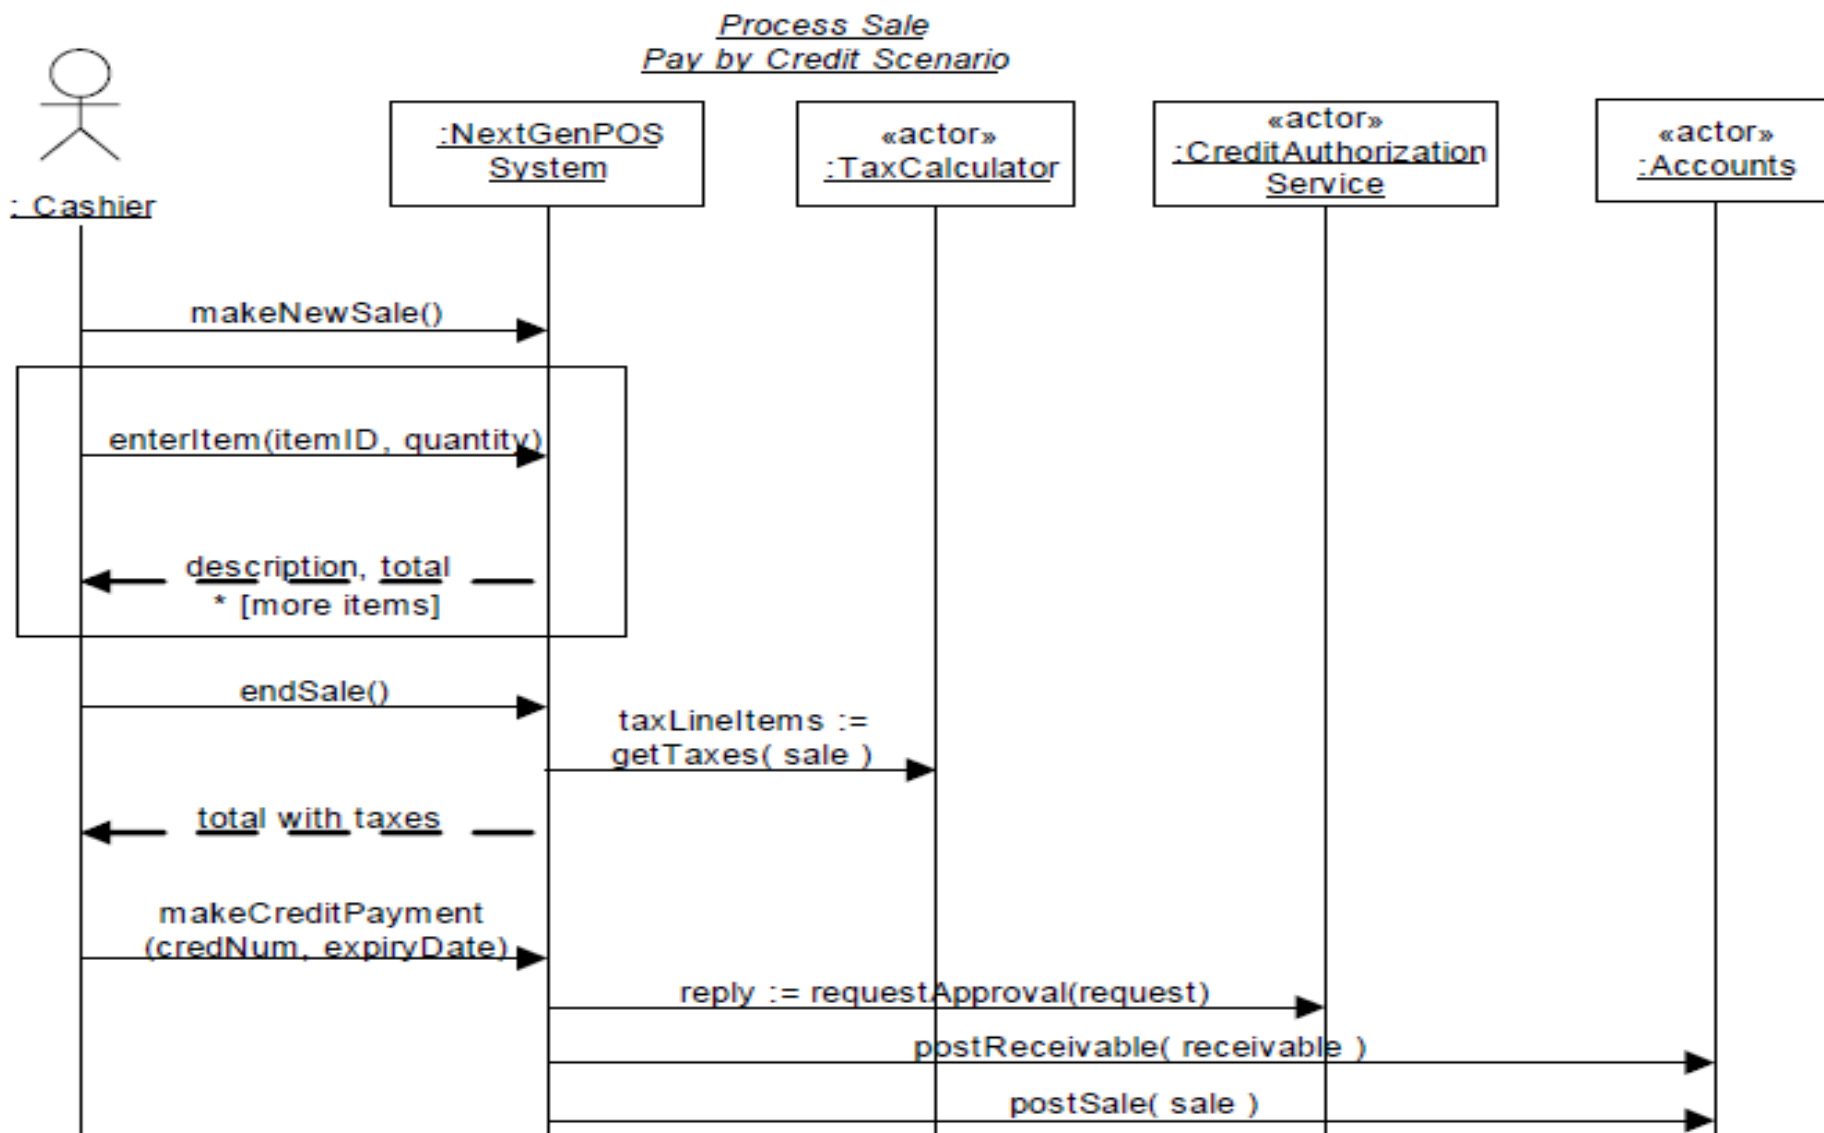 Process Sale
Pay by Credit Scenario
: Cashier
:NextGenPOS
System
«actor»
:TaxCalculator
«actor»
:CreditAuthorization
Service
«actor»
:Accounts
makeNewSale()
enterItem(itemID, quantity)
description, total
* [more items]
endSale()
taxLineItems :=
getTaxes( sale )
total with taxes
makeCreditPayment
(credNum, expiryDate)
reply := requestApproval(request)
postReceivable( receivable )
postSale( sale )